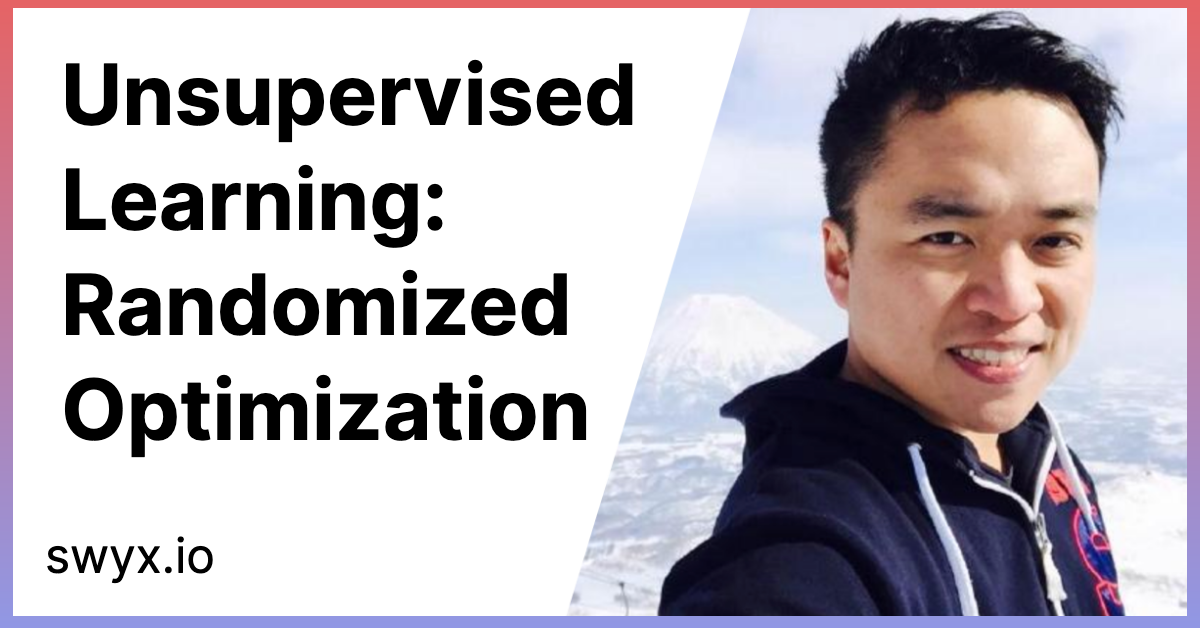 Unsupervised
Learning:
Randomized
Optimization
swyx.io